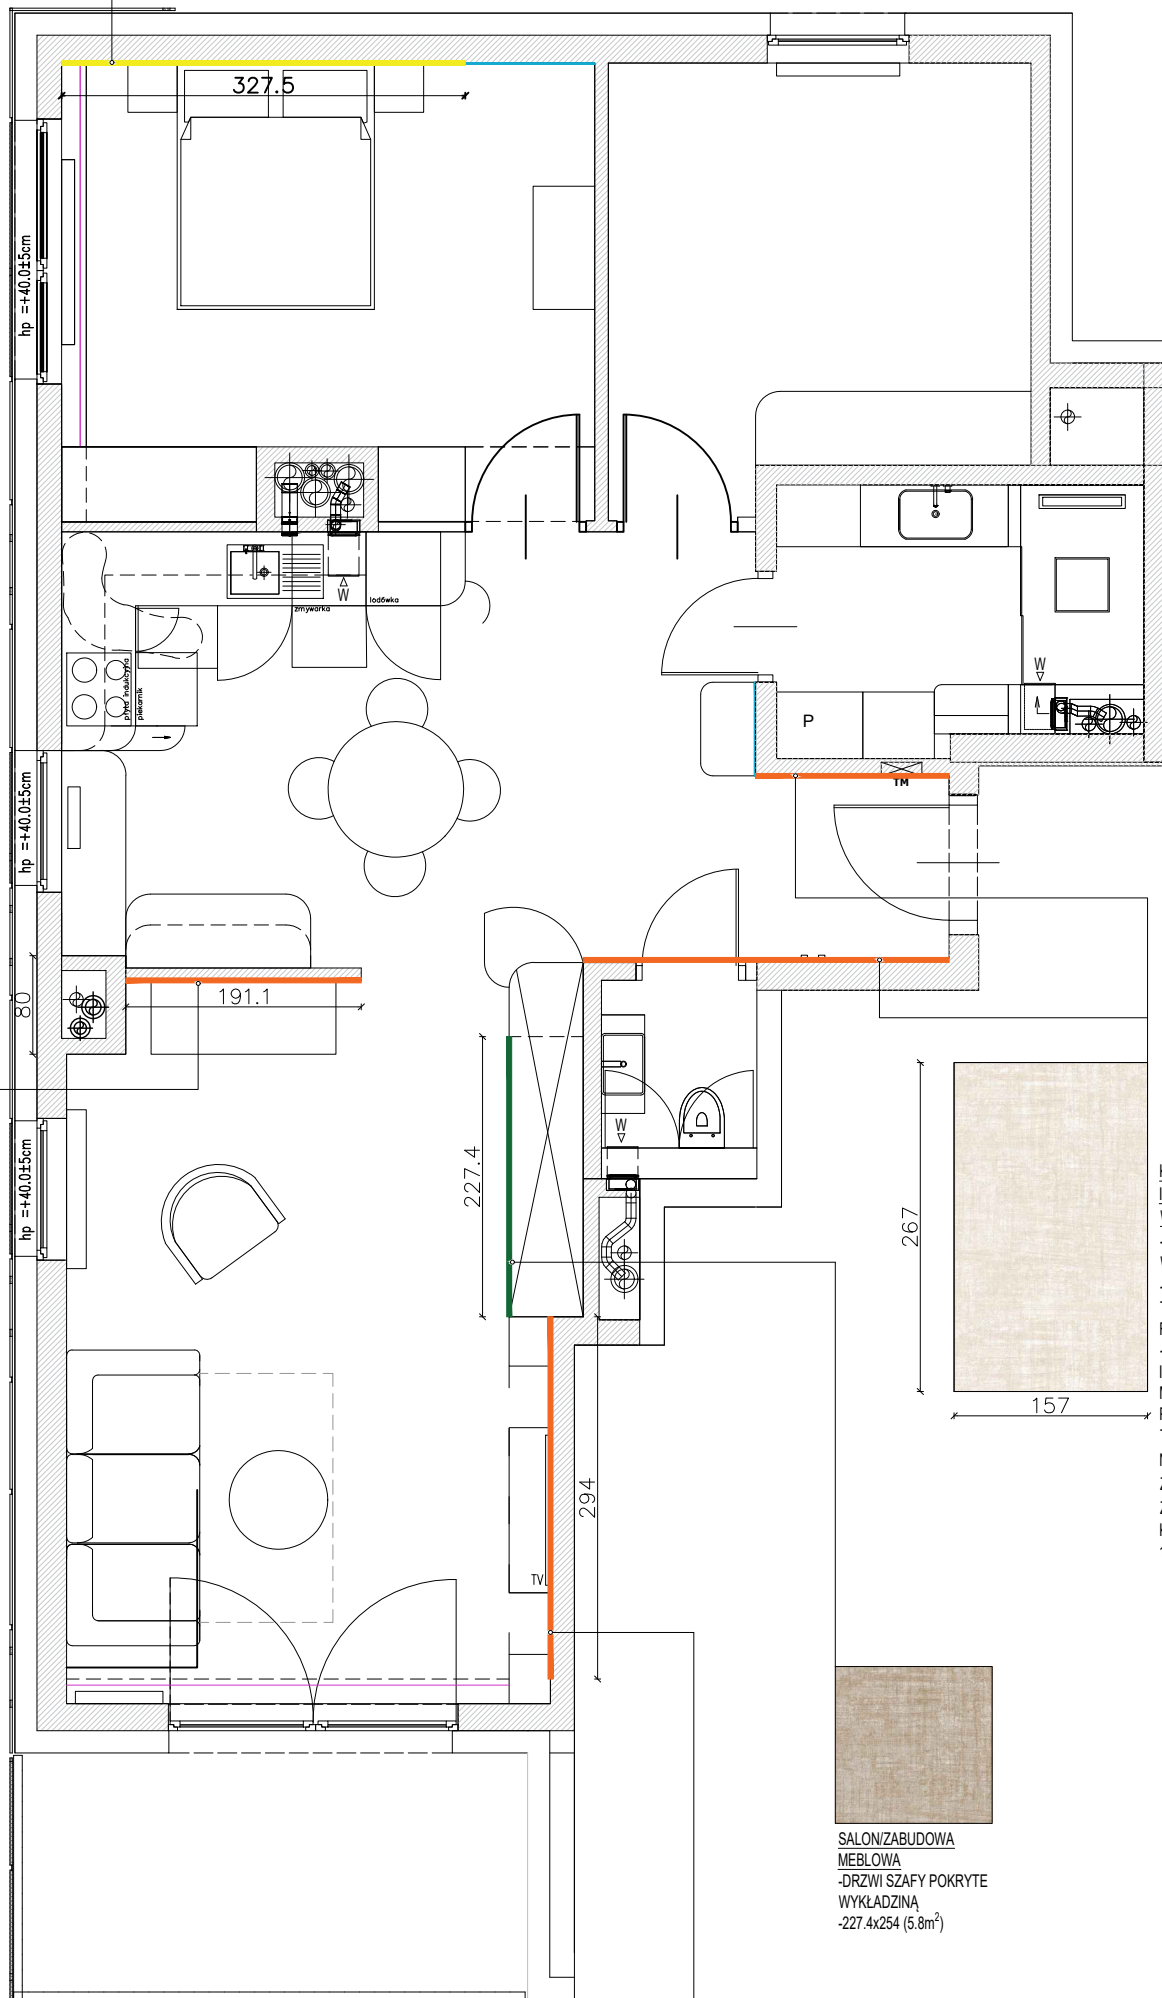 327.5
hp =+40.0±5cm
W
zmywarka
lodówka
płyta indukcyjna
piekarnik
W
P
TM
hp =+40.0±5cm
80
191.1
W
hp =+40.0±5cm
227.4
267
157
294
TV
SALON/ZABUDOWA
MEBLOWA
-DRZWI SZAFY POKRYTE
WYKŁADZINĄ
-227.4x254 (5.8m²)